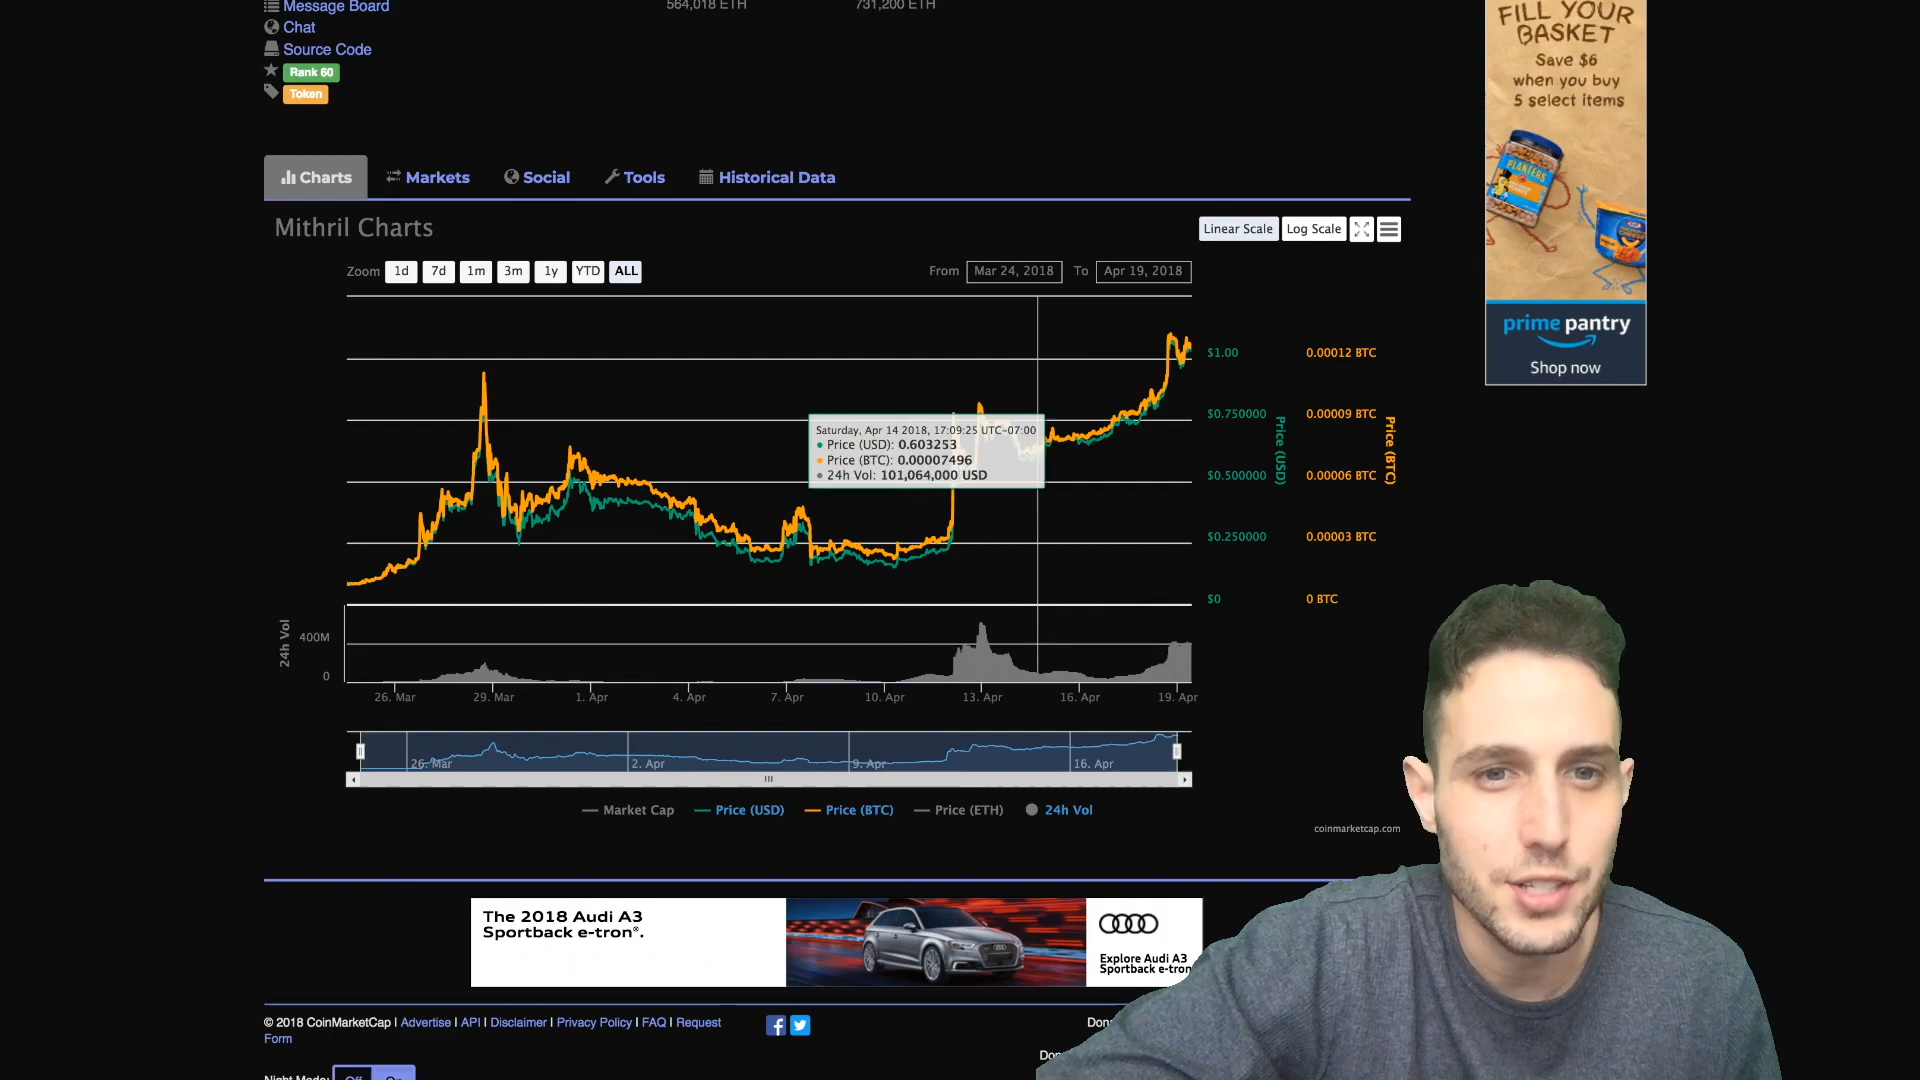 Message Board
564,018 ETH
731,200 ETH
Chat
Source Code
Rank 60
Token
FILL YOUR
BASKET
Save $6
when you buy
5 select items
PLANTERS
prime pantry
Shop now
Charts
Markets
Social
Tools
Historical Data
Mithril Charts
Linear Scale
Log Scale
Zoom
1d
7d
1m
3m
1y
YTD
ALL
From
Mar 24, 2018
To
Apr 19, 2018
$1.00
0.00012 BTC
$0.750000
0.00009 BTC
$0.500000
0.00006 BTC
$0.250000
0.00003 BTC
$0
0 BTC
Price (USD)
Price (BTC)
Saturday, Apr 14 2018, 17:09:25 UTC-07:00
Price (USD): 0.603253
Price (BTC): 0.00007496
24h Vol: 101,064,000 USD
24h Vol
400M
0
26. Mar
29. Mar
1. Apr
4. Apr
7. Apr
10. Apr
13. Apr
16. Apr
19. Apr
26. Mar
2. Apr
9. Apr
16. Apr
Market Cap
Price (USD)
Price (BTC)
Price (ETH)
24h Vol
coinmarketcap.com
The 2018 Audi A3
Sportback e-tron®.
Explore Audi A3
Sportback e-tron
© 2018 CoinMarketCap | Advertise | API | Disclaimer | Privacy Policy | FAQ | Request
Form
Night Mode:
Off
On